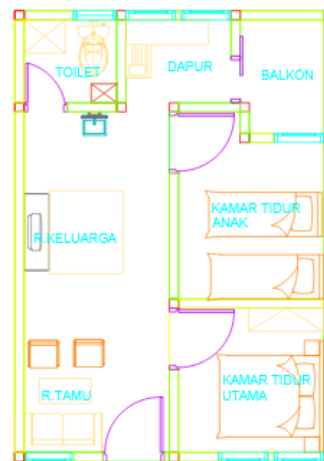 TOILET
DAPUR
BALKON
KAMAR TIDUR
ANAK
R.KELUARGA
KAMAR TIDUR
UTAMA
R.TAMU